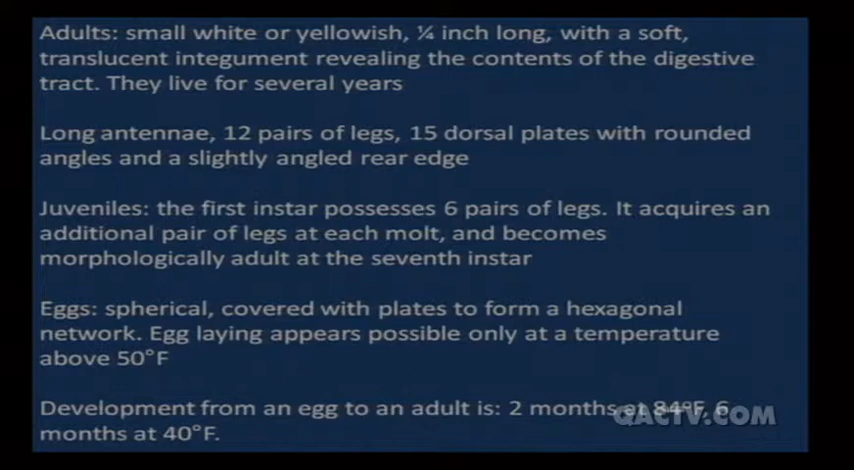 Adults: small white or yellowish, ¼ inch long, with a soft,
translucent integument revealing the contents of the digestive
tract. They live for several years
Long antennae, 12 pairs of legs, 15 dorsal plates with rounded
angles and a slightly angled rear edge
Juveniles: the first instar possesses 6 pairs of legs. It acquires an
additional pair of legs at each molt, and becomes
morphologically adult at the seventh instar
Eggs: spherical, covered with plates to form a hexagonal
network. Egg laying appears possible only at a temperature
above 50°F
Development from an egg to an adult is: 2 months at 84°F, 6
months at 40°F.
QACTV.COM